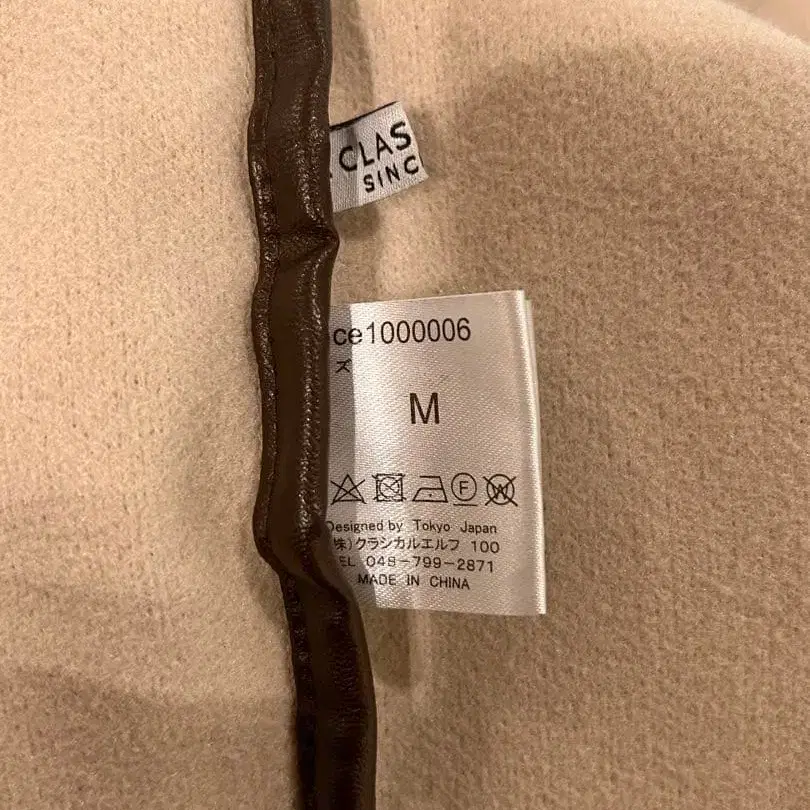 CLAS
SINC
ce1000006
ズ
M
F W
Designed by Tokyo Japan
株)クラシカルエルフ 100
EL 048-799-2871
MADE IN CHINA